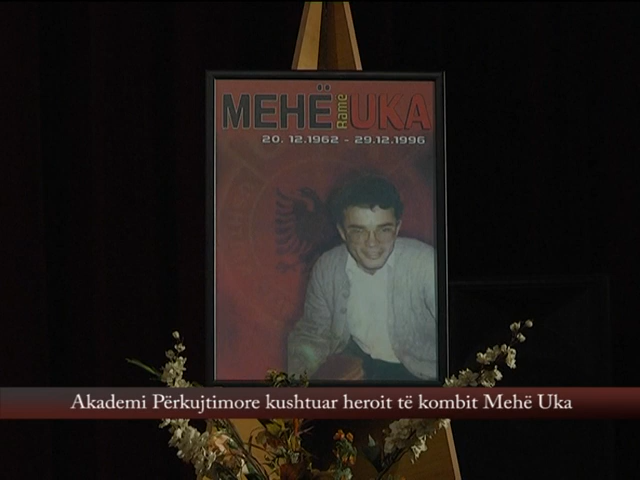 MEHË Rame UKA
20. 12.1962 - 29.12.1996
Akademi Përkujtimore kushtuar heroit të kombit Mehë Uka